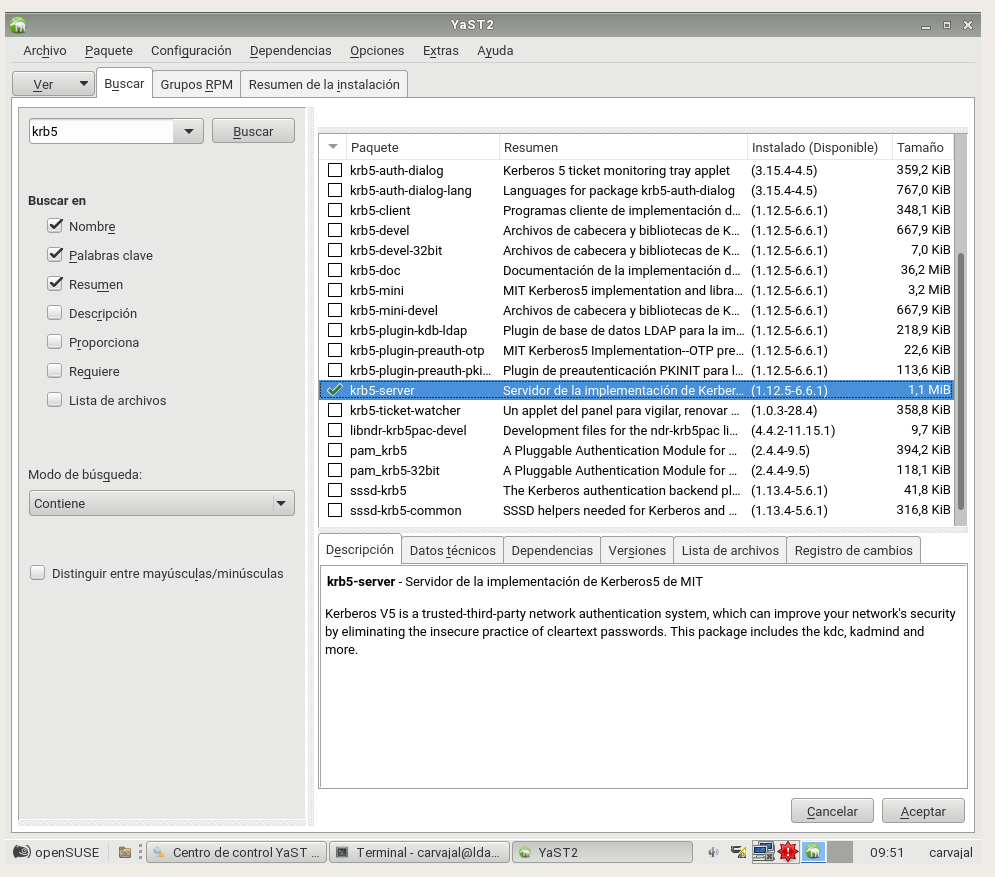 YaST2
Archivo Paquete Configuración Dependencias Opciones Extras Ayuda
Ver Buscar Grupos RPM Resumen de la instalación
krb5 Buscar
Buscar en
Nombre
Palabras clave
Resumen
Descripción
Proporciona
Requiere
Lista de archivos
Modo de búsqueda:
Contiene
Distinguir entre mayúsculas/minúsculas
Paquete Resumen Instalado (Disponible) Tamaño
krb5-auth-dialog Kerberos 5 ticket monitoring tray applet (3.15.4-4.5) 359,2 KiB
krb5-auth-dialog-lang Languages for package krb5-auth-dialog (3.15.4-4.5) 767,0 KiB
krb5-client Programas cliente de implementación d... (1.12.5-6.6.1) 348,1 KiB
krb5-devel Archivos de cabecera y bibliotecas de K... (1.12.5-6.6.1) 667,9 KiB
krb5-devel-32bit Archivos de cabecera y bibliotecas de K... (1.12.5-6.6.1) 7,0 KiB
krb5-doc Documentación de la implementación d... (1.12.5-6.6.1) 36,2 MiB
krb5-mini MIT Kerberos5 implementation and libra... (1.12.5-6.6.1) 3,2 MiB
krb5-mini-devel Archivos de cabecera y bibliotecas de K... (1.12.5-6.6.1) 667,9 KiB
krb5-plugin-kdb-ldap Plugin de base de datos LDAP para la im... (1.12.5-6.6.1) 218,9 KiB
krb5-plugin-preauth-otp MIT Kerberos5 Implementation--OTP pre... (1.12.5-6.6.1) 22,6 KiB
krb5-plugin-preauth-pki... Plugin de preautenticación PKINIT para l... (1.12.5-6.6.1) 113,6 KiB
krb5-server Servidor de la implementación de Kerber... (1.12.5-6.6.1) 1,1 MiB
krb5-ticket-watcher Un applet del panel para vigilar, renovar ... (1.0.3-28.4) 358,8 KiB
libndr-krb5pac-devel Development files for the ndr-krb5pac li... (4.4.2-11.15.1) 9,7 KiB
pam_krb5 A Pluggable Authentication Module for ... (2.4.4-9.5) 394,2 KiB
pam_krb5-32bit A Pluggable Authentication Module for ... (2.4.4-9.5) 118,1 KiB
sssd-krb5 The Kerberos authentication backend pl... (1.13.4-5.6.1) 41,8 KiB
sssd-krb5-common SSSD helpers needed for Kerberos and ... (1.13.4-5.6.1) 316,8 KiB
Descripción Datos técnicos Dependencias Versiones Lista de archivos Registro de cambios
krb5-server - Servidor de la implementación de Kerberos5 de MIT
Kerberos V5 is a trusted-third-party network authentication system, which can improve your network's security
by eliminating the insecure practice of cleartext passwords. This package includes the kdc, kadmind and
more.
Cancelar Aceptar
openSUSE Centro de control YaST ... Terminal - carvajal@lda... YaST2 09:51 carvajal